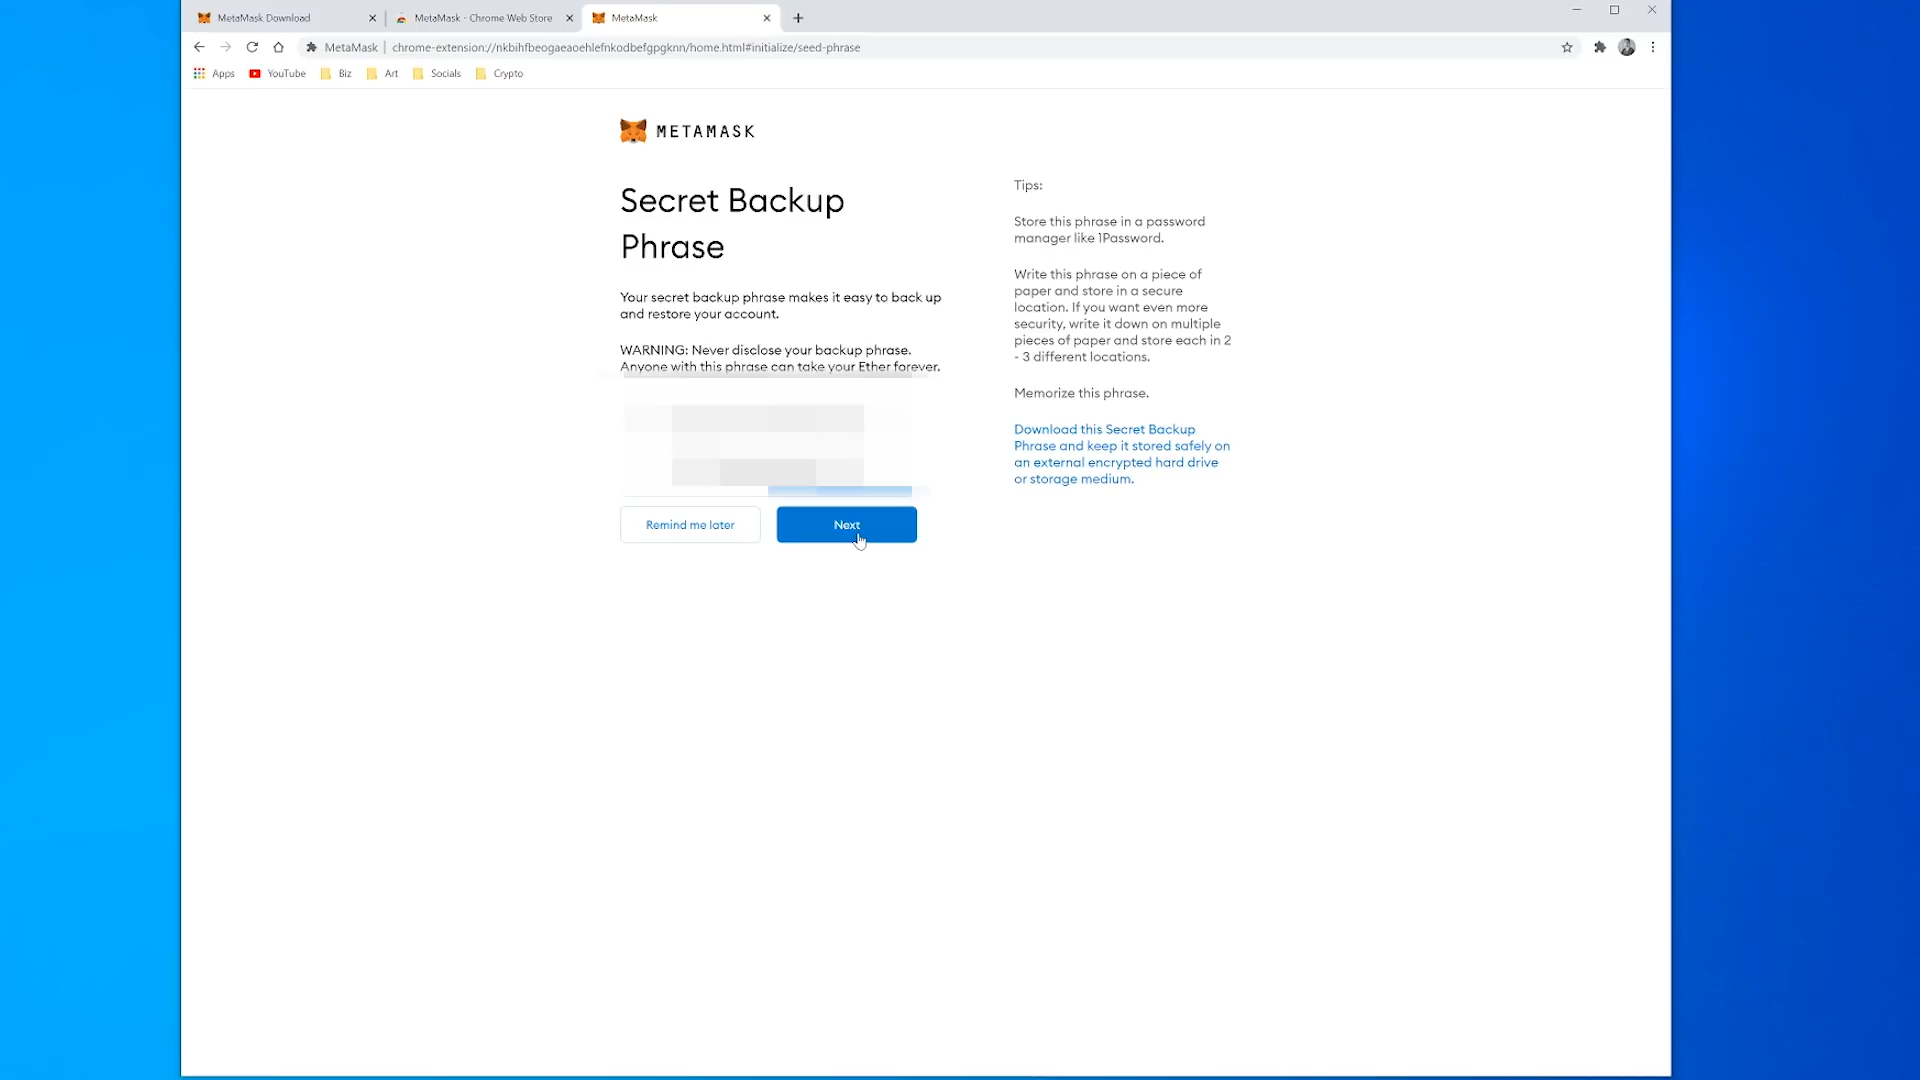 MetaMask Download
MetaMask - Chrome Web Store
MetaMask
MetaMask
chrome-extension://nkbihfbeogaeaoehlefnkodbefgpgknn/home.html#initialize/seed-phrase
Apps
YouTube
Biz
Art
Socials
Crypto
METAMASK
Secret Backup
Phrase
Your secret backup phrase makes it easy to back up
and restore your account.
WARNING: Never disclose your backup phrase.
Anyone with this phrase can take your Ether forever.
Remind me later
Next
Tips:
Store this phrase in a password
manager like 1Password.
Write this phrase on a piece of
paper and store in a secure
location. If you want even more
security, write it down on multiple
pieces of paper and store each in 2
- 3 different locations.
Memorize this phrase.
Download this Secret Backup
Phrase and keep it stored safely on
an external encrypted hard drive
or storage medium.